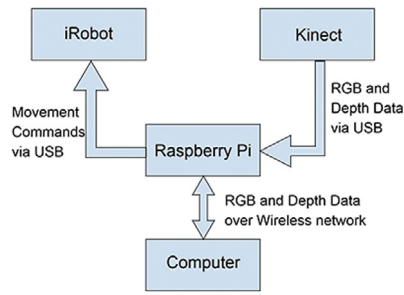 iRobot
Kinect
Movement
Commands
via USB
RGB and
Depth Data
via USB
Raspberry Pi
RGB and Depth Data
over Wireless network
Computer